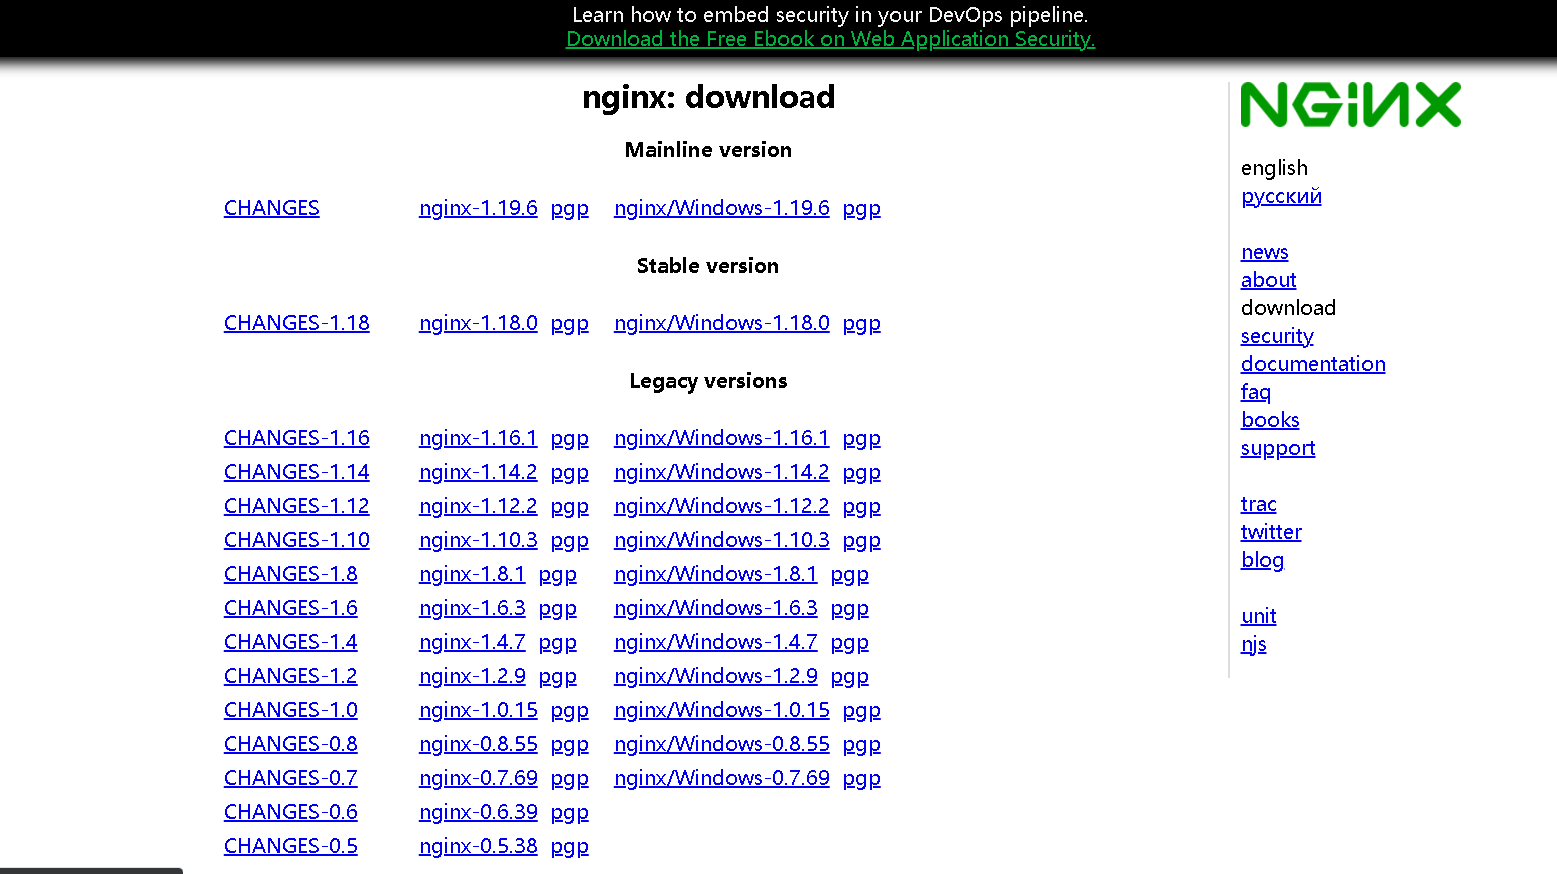 Learn how to embed security in your DevOps pipeline.
Download the Free Ebook on Web Application Security.
nginx: download
Mainline version
CHANGES nginx-1.19.6 pgp nginx/Windows-1.19.6 pgp
Stable version
CHANGES-1.18 nginx-1.18.0 pgp nginx/Windows-1.18.0 pgp
Legacy versions
CHANGES-1.16 nginx-1.16.1 pgp nginx/Windows-1.16.1 pgp
CHANGES-1.14 nginx-1.14.2 pgp nginx/Windows-1.14.2 pgp
CHANGES-1.12 nginx-1.12.2 pgp nginx/Windows-1.12.2 pgp
CHANGES-1.10 nginx-1.10.3 pgp nginx/Windows-1.10.3 pgp
CHANGES-1.8 nginx-1.8.1 pgp nginx/Windows-1.8.1 pgp
CHANGES-1.6 nginx-1.6.3 pgp nginx/Windows-1.6.3 pgp
CHANGES-1.4 nginx-1.4.7 pgp nginx/Windows-1.4.7 pgp
CHANGES-1.2 nginx-1.2.9 pgp nginx/Windows-1.2.9 pgp
CHANGES-1.0 nginx-1.0.15 pgp nginx/Windows-1.0.15 pgp
CHANGES-0.8 nginx-0.8.55 pgp nginx/Windows-0.8.55 pgp
CHANGES-0.7 nginx-0.7.69 pgp nginx/Windows-0.7.69 pgp
CHANGES-0.6 nginx-0.6.39 pgp
CHANGES-0.5 nginx-0.5.38 pgp
NGiNX
english
русский
news
about
download
security
documentation
faq
books
support
trac
twitter
blog
unit
njs